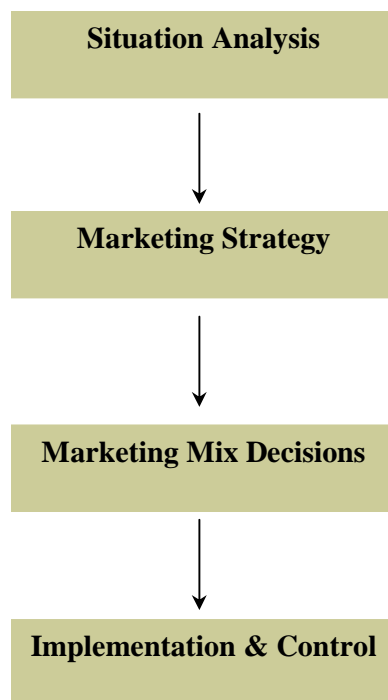 Situation Analysis
Marketing Strategy
Marketing Mix Decisions
Implementation & Control